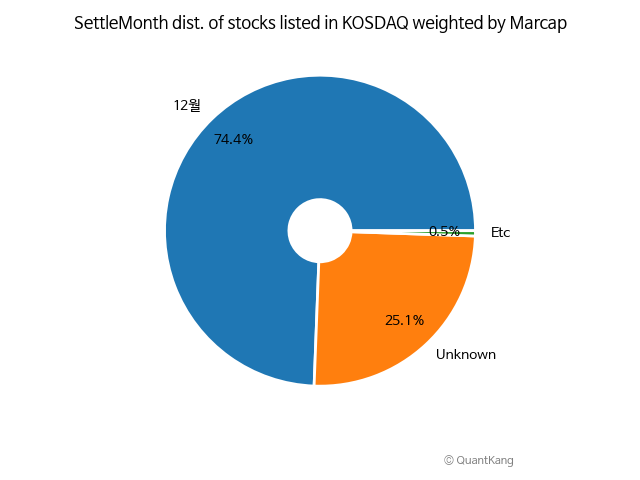 SettleMonth dist. of stocks listed in KOSDAQ weighted by Marcap
12월
74.4%
0.5%
Etc
25.1%
Unknown
© QuantKang